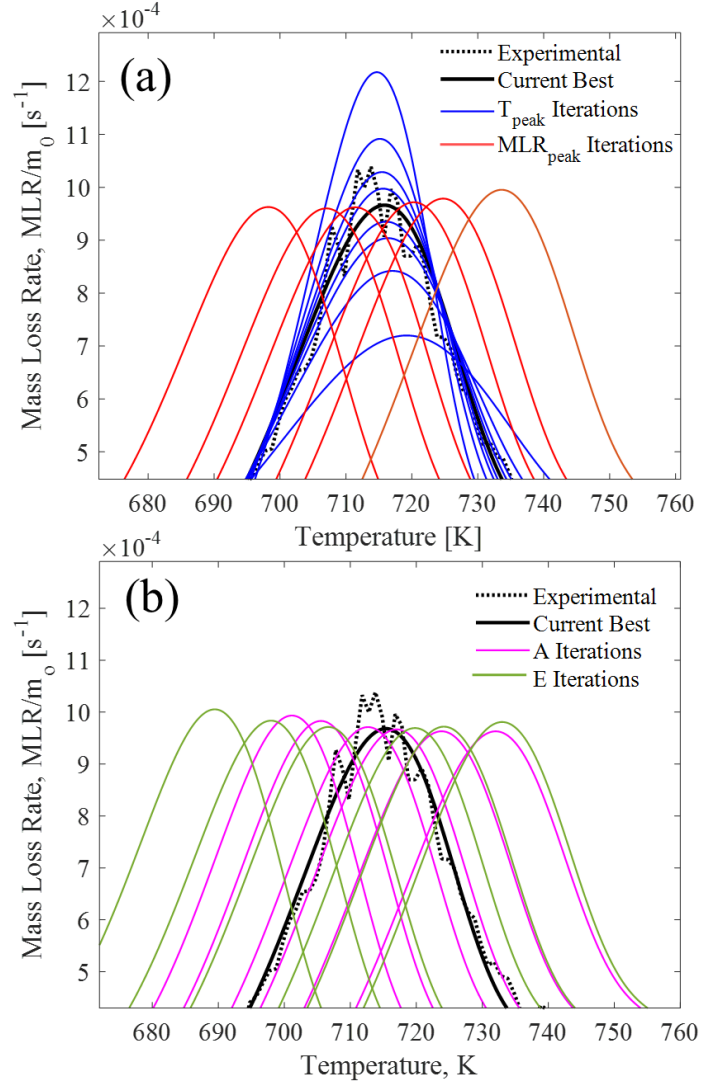 ×10⁻⁴
(a)
Experimental
Current Best
T_peak Iterations
MLR_peak Iterations
12
11
10
9
8
7
6
5
Mass Loss Rate, MLR/m₀ [s⁻¹]
680 690 700 710 720 730 740 750 760
Temperature [K]
×10⁻⁴
(b)
Experimental
Current Best
A Iterations
E Iterations
12
11
10
9
8
7
6
5
Mass Loss Rate, MLR/mₒ [s⁻¹]
680 690 700 710 720 730 740 750 760
Temperature, K